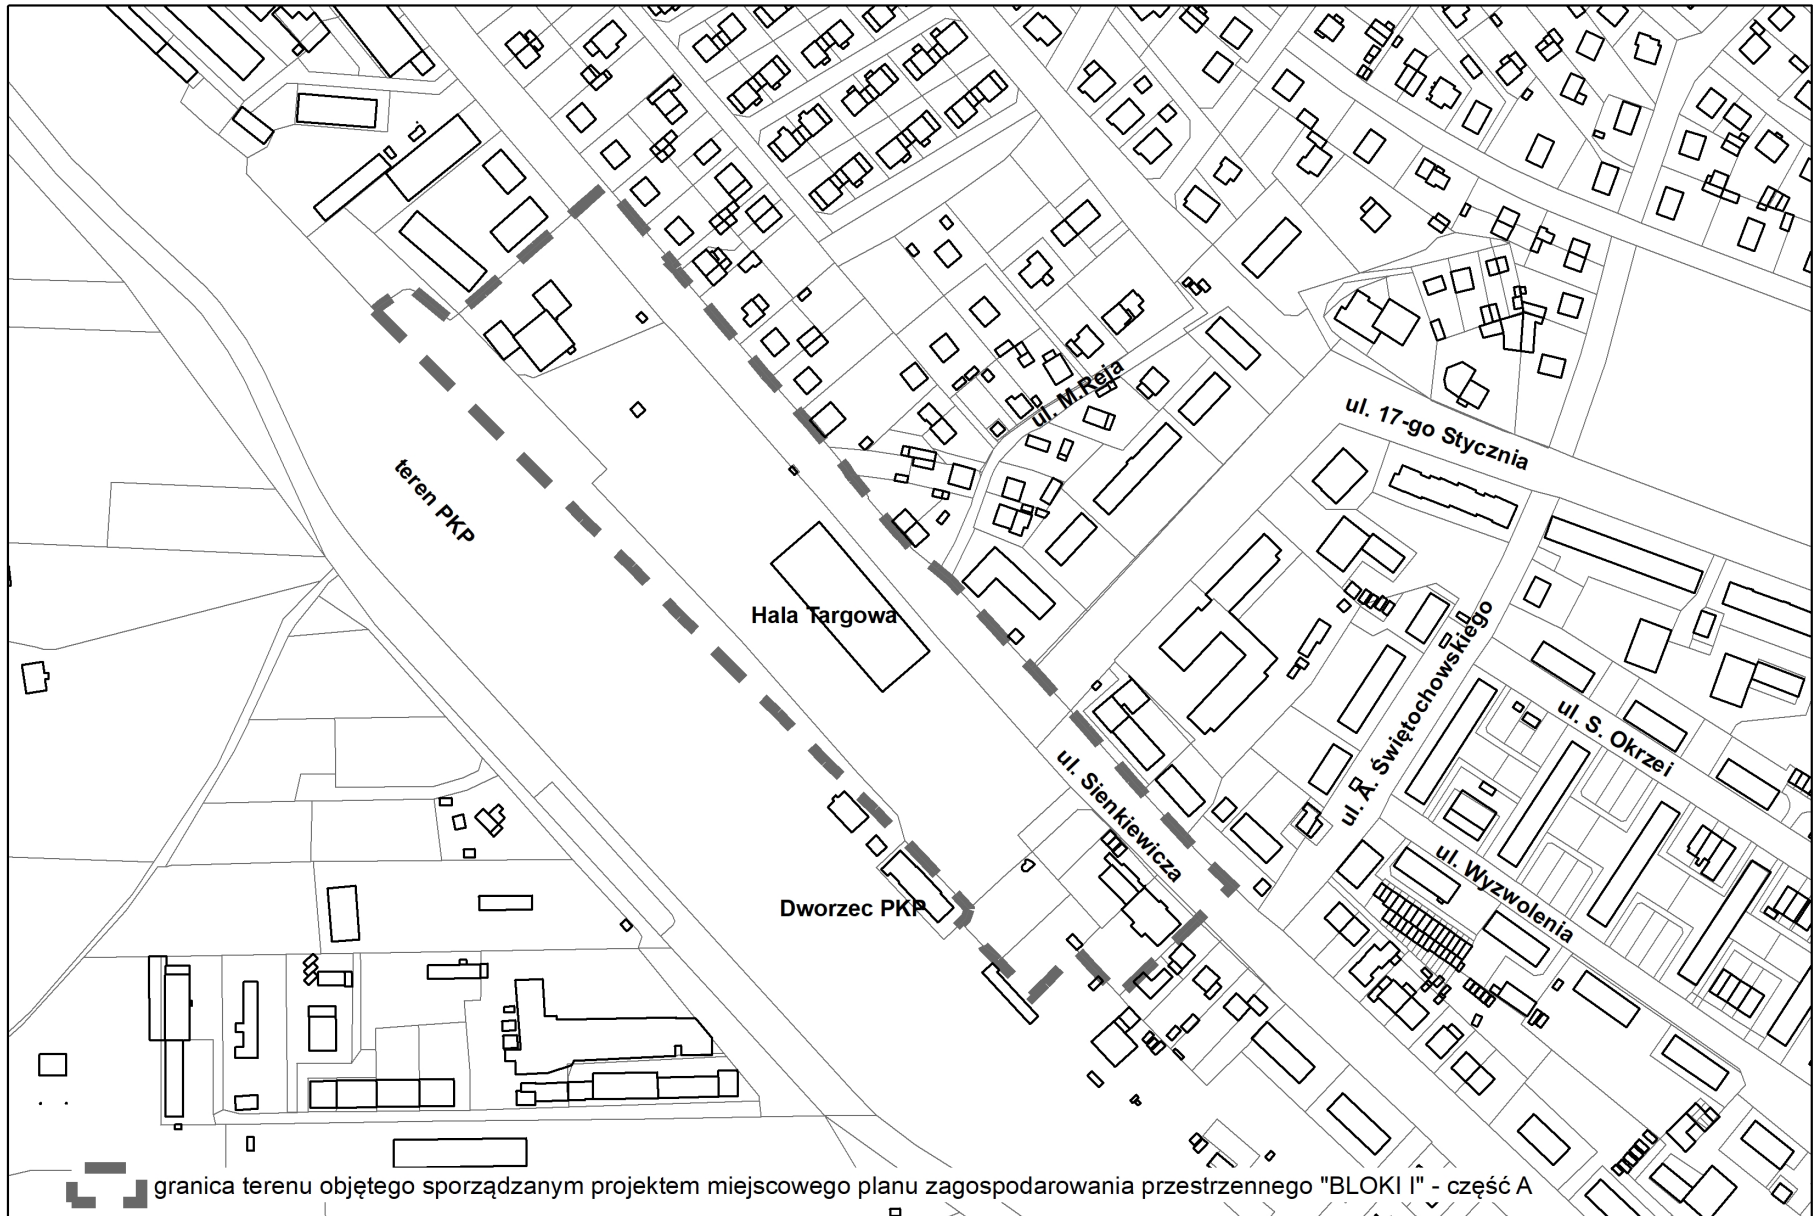 ul. M.Reja
ul. 17-go Stycznia
teren PKP
Hala Targowa
ul. A. Świętochowskiego
ul. S. Okrzei
ul. Sienkiewicza
ul. Wyzwolenia
Dworzec PKP
granica terenu objętego sporządzanym projektem miejscowego planu zagospodarowania przestrzennego "BLOKI I" - część A